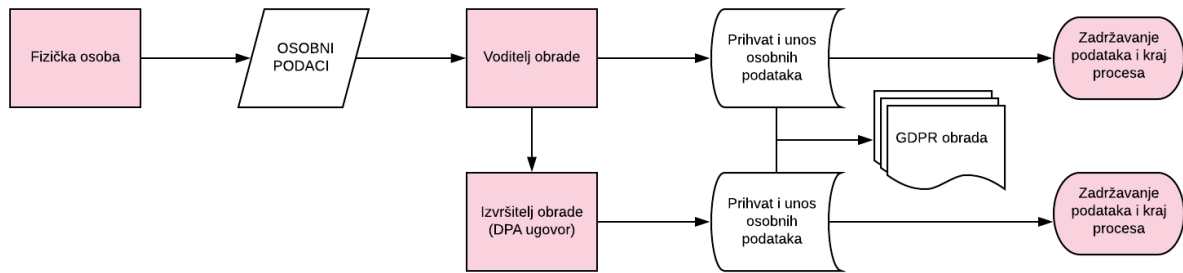 Fizička osoba
OSOBNI
PODACI
Voditelj obrade
Prihvat i unos
osobnih
podataka
Zadržavanje
podataka i kraj
procesa
GDPR obrada
Izvršitelj obrade
(DPA ugovor)
Prihvat i unos
osobnih
podataka
Zadržavanje
podataka i kraj
procesa